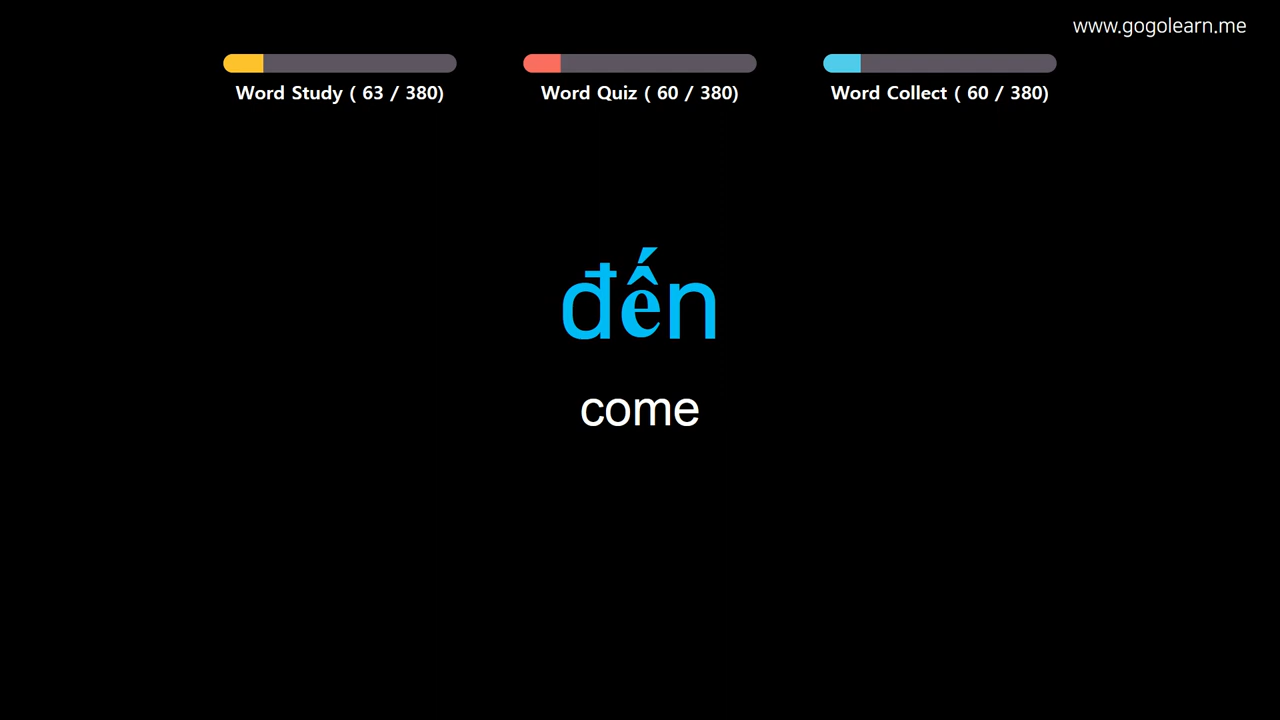 www.gogolearn.me
Word Study ( 63 / 380)
Word Quiz ( 60 / 380)
Word Collect ( 60 / 380)
đến
come